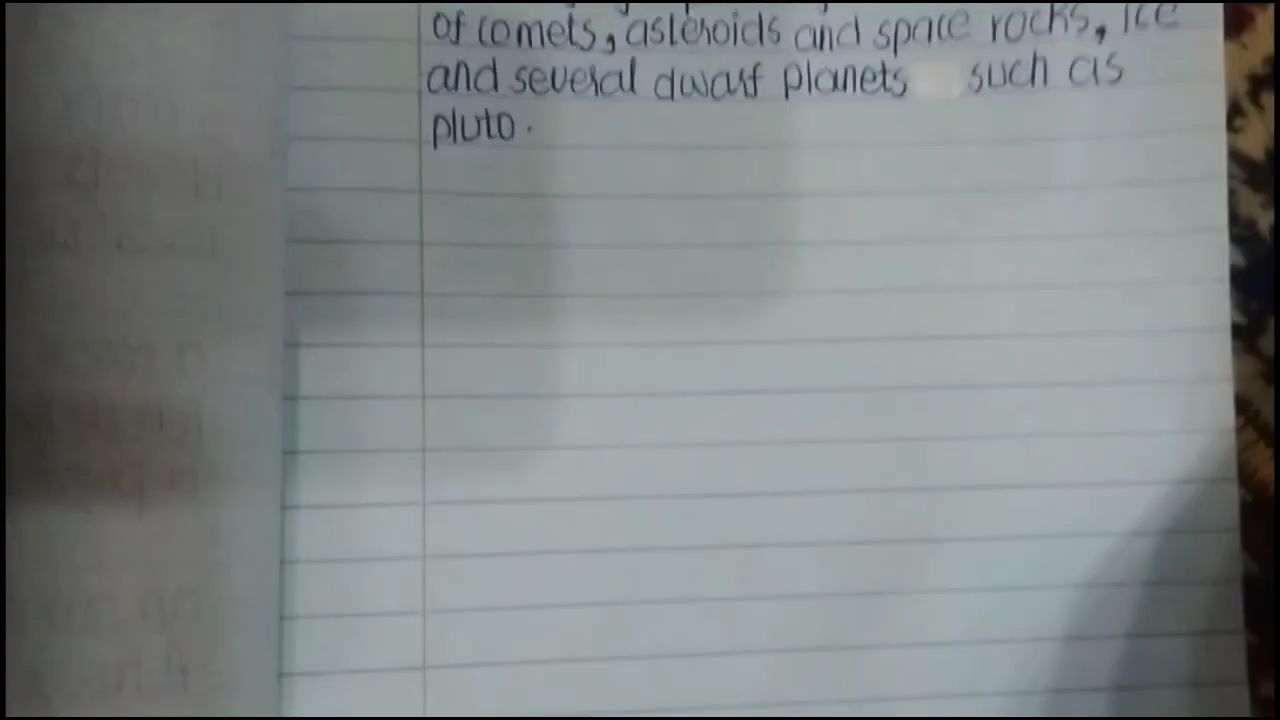 of comets, asteroids and space rocks, ice
and several dwarf planets such as
pluto.